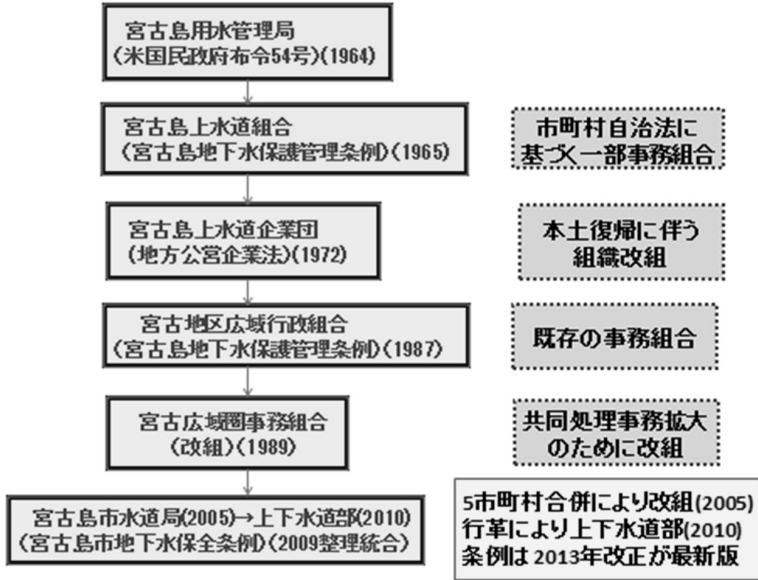 宮古島用水管理局
(米国民政府布令54号)(1964)
宮古島上水道組合
(宮古島地下水保護管理条例)(1965)
市町村自治法に
基づく一部事務組合
宮古島上水道企業団
(地方公営企業法)(1972)
本土復帰に伴う
組織改組
宮古地区広域行政組合
(宮古島地下水保護管理条例)(1987)
既存の事務組合
宮古広域圏事務組合
(改組)(1989)
共同処理事務拡大
のために改組
宮古島市水道局(2005)→上下水道部(2010)
(宮古島市地下水保全条例)(2009整理統合)
5市町村合併により改組(2005)
行革により上下水道部(2010)
条例は2013年改正が最新版